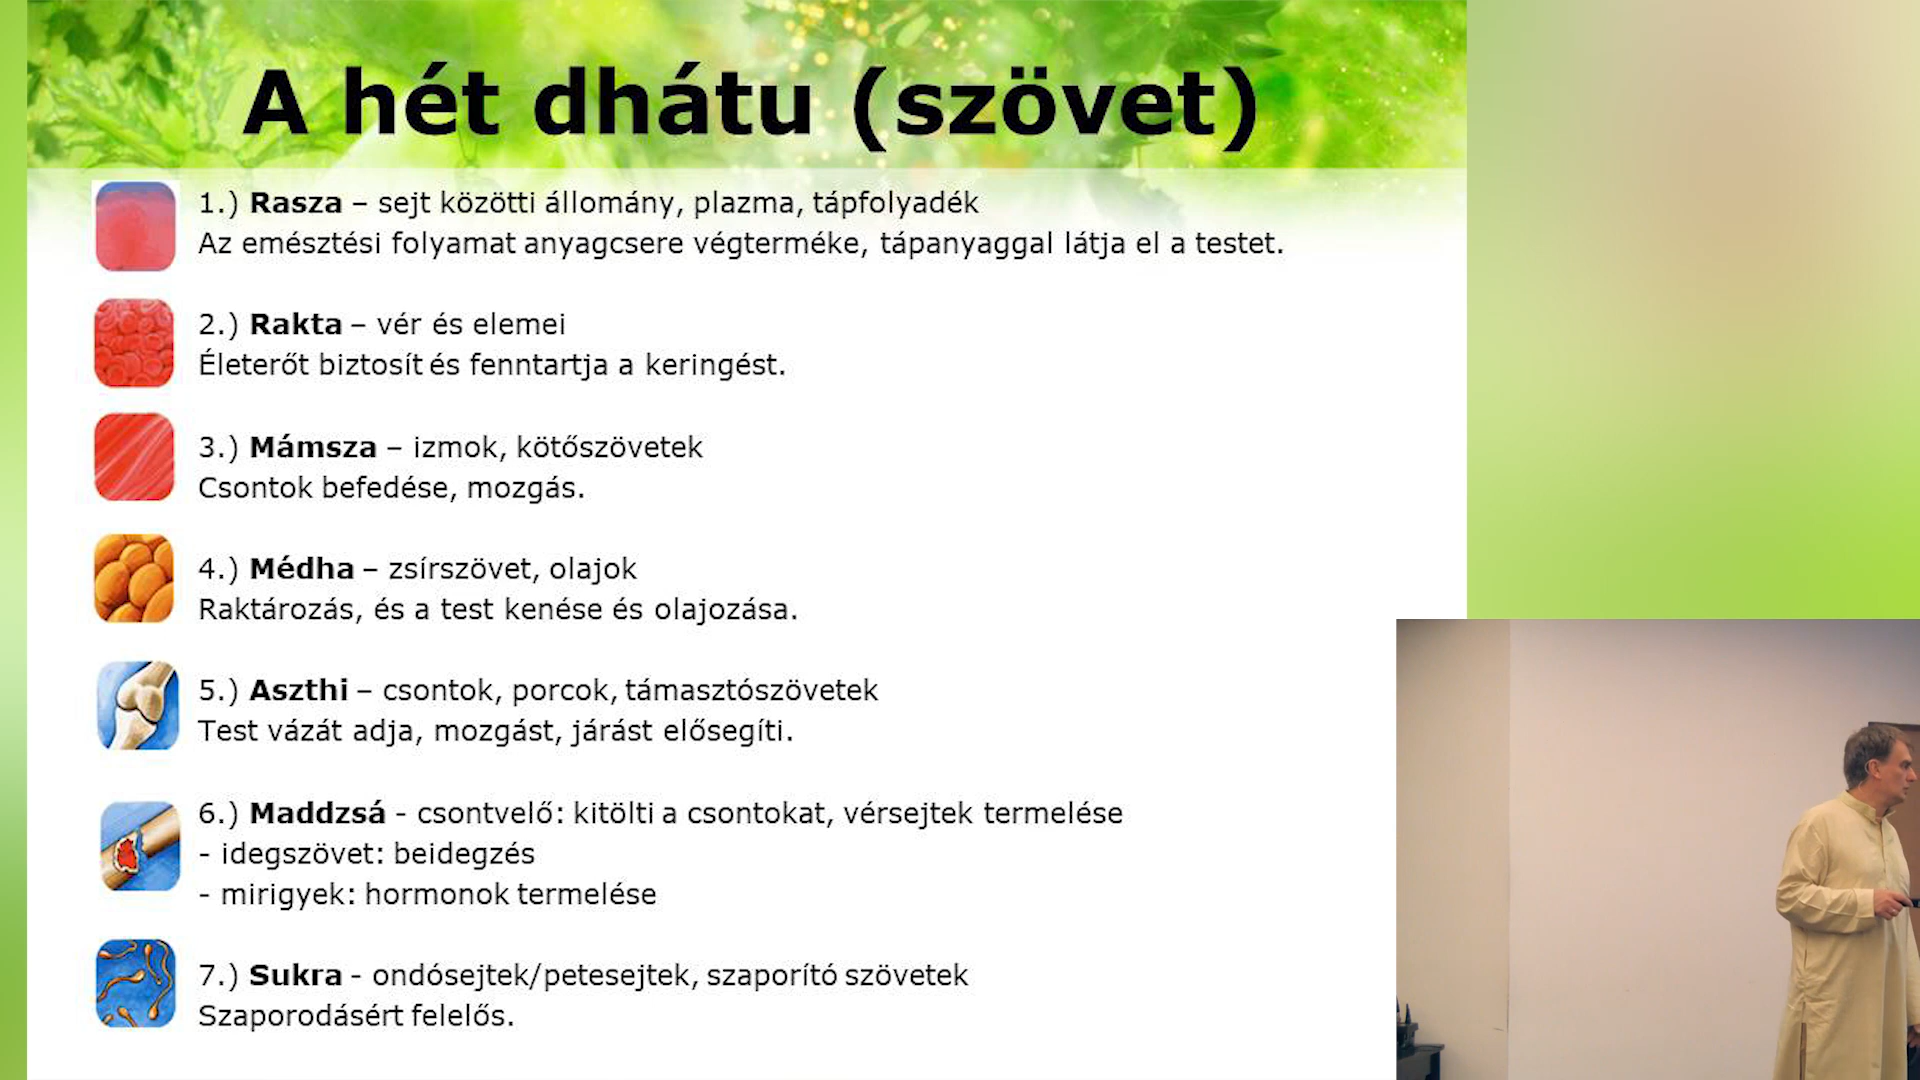 A hét dhátu (szövet)
1.) Rasza – sejt közötti állomány, plazma, tápfolyadék
Az emésztési folyamat anyagcsere végterméke, tápanyaggal látja el a testet.
2.) Rakta – vér és elemei
Életerőt biztosít és fenntartja a keringést.
3.) Mámsza – izmok, kötőszövetek
Csontok befedése, mozgás.
4.) Médha – zsírszövet, olajok
Raktározás, és a test kenése és olajozása.
5.) Aszthi – csontok, porcok, támasztószövetek
Test vázát adja, mozgást, járást elősegíti.
6.) Maddzsá - csontvelő: kitölti a csontokat, vérsejtek termelése
- idegszövet: beidegzés
- mirigyek: hormonok termelése
7.) Sukra - ondósejtek/petesejtek, szaporító szövetek
Szaporodásért felelős.